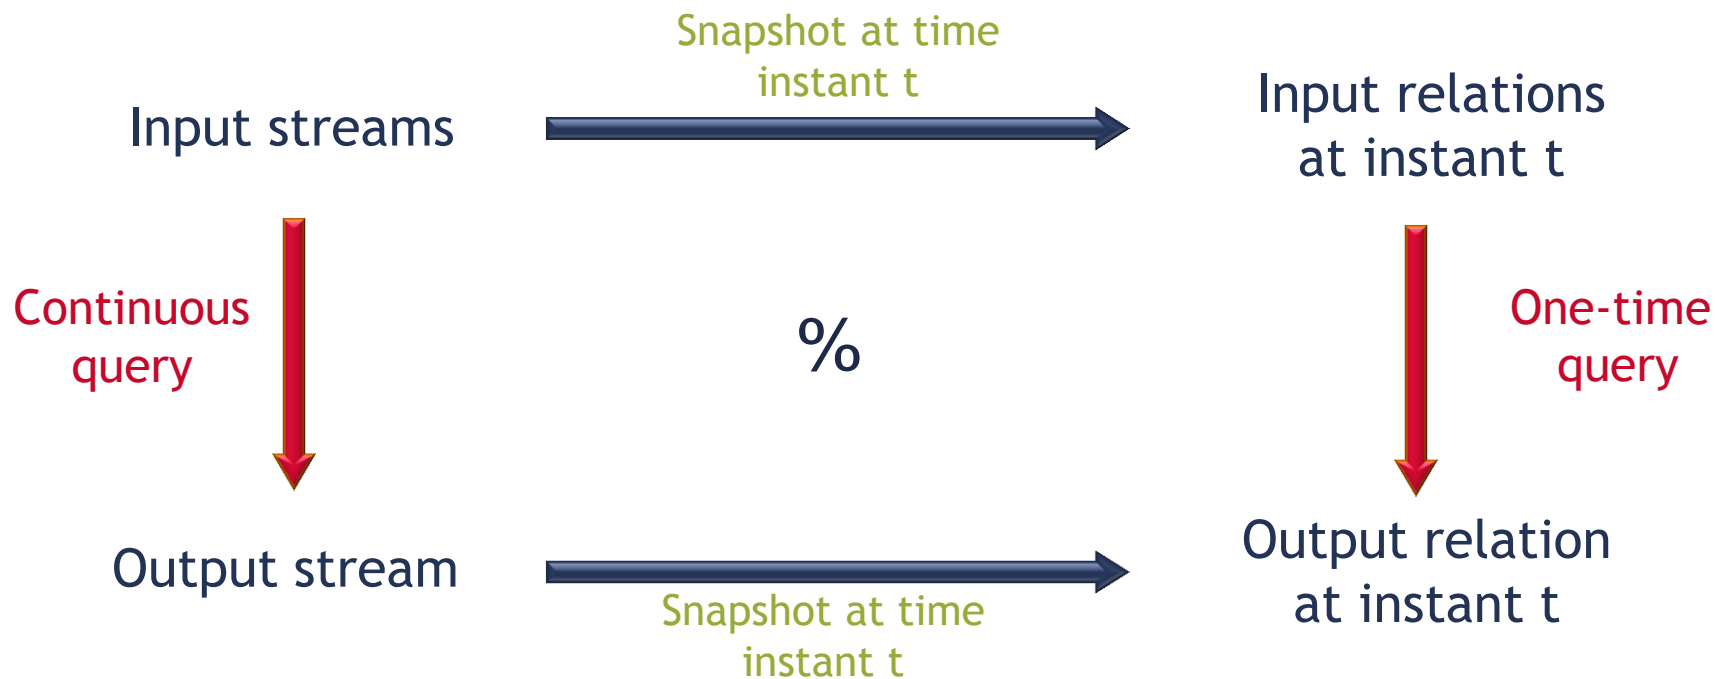 Snapshot at time
instant t
Input streams
Input relations
at instant t
Continuous
query
%
One-time
query
Output stream
Output relation
at instant t
Snapshot at time
instant t